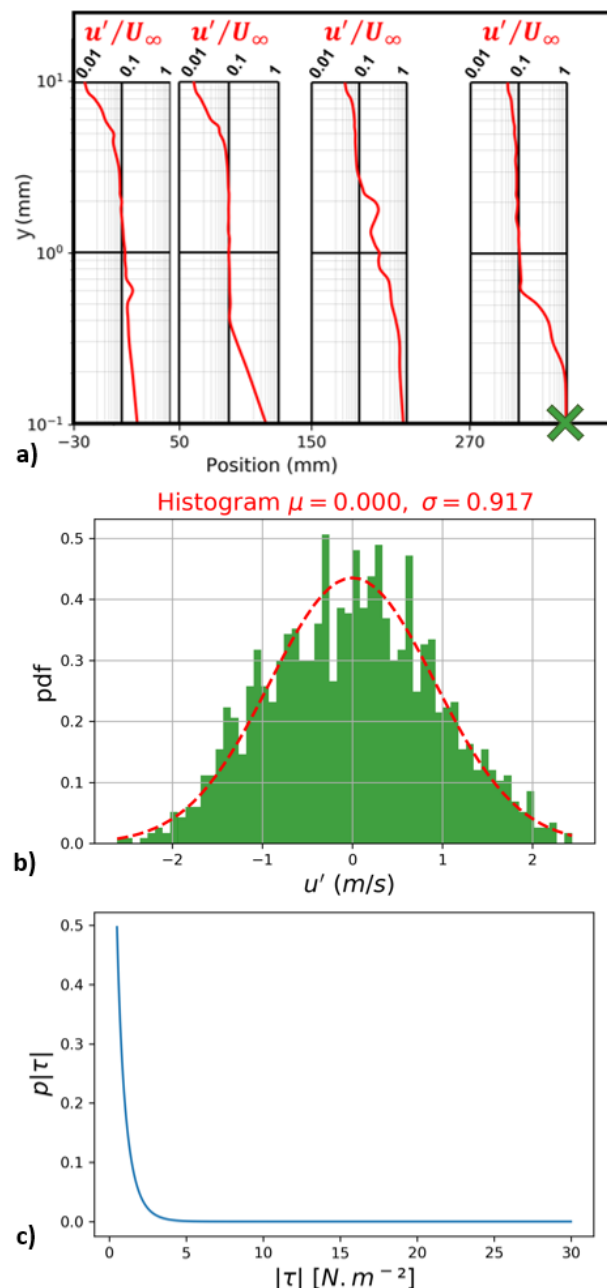 u′/U∞ u′/U∞ u′/U∞ u′/U∞
0.01 0.1 1 0.01 0.1 1 0.01 0.1 1 0.01 0.1 1
10¹
y (mm)
10⁰
10⁻¹
−30 50 150 270
a) Position (mm)
Histogram μ = 0.000, σ = 0.917
0.5
0.4
0.3
pdf
0.2
0.1
0.0
−2 −1 0 1 2
b) u′ (m/s)
0.5
0.4
0.3
p|τ|
0.2
0.1
0.0
c)
0 5 10 15 20 25 30
|τ| [N.m⁻²]